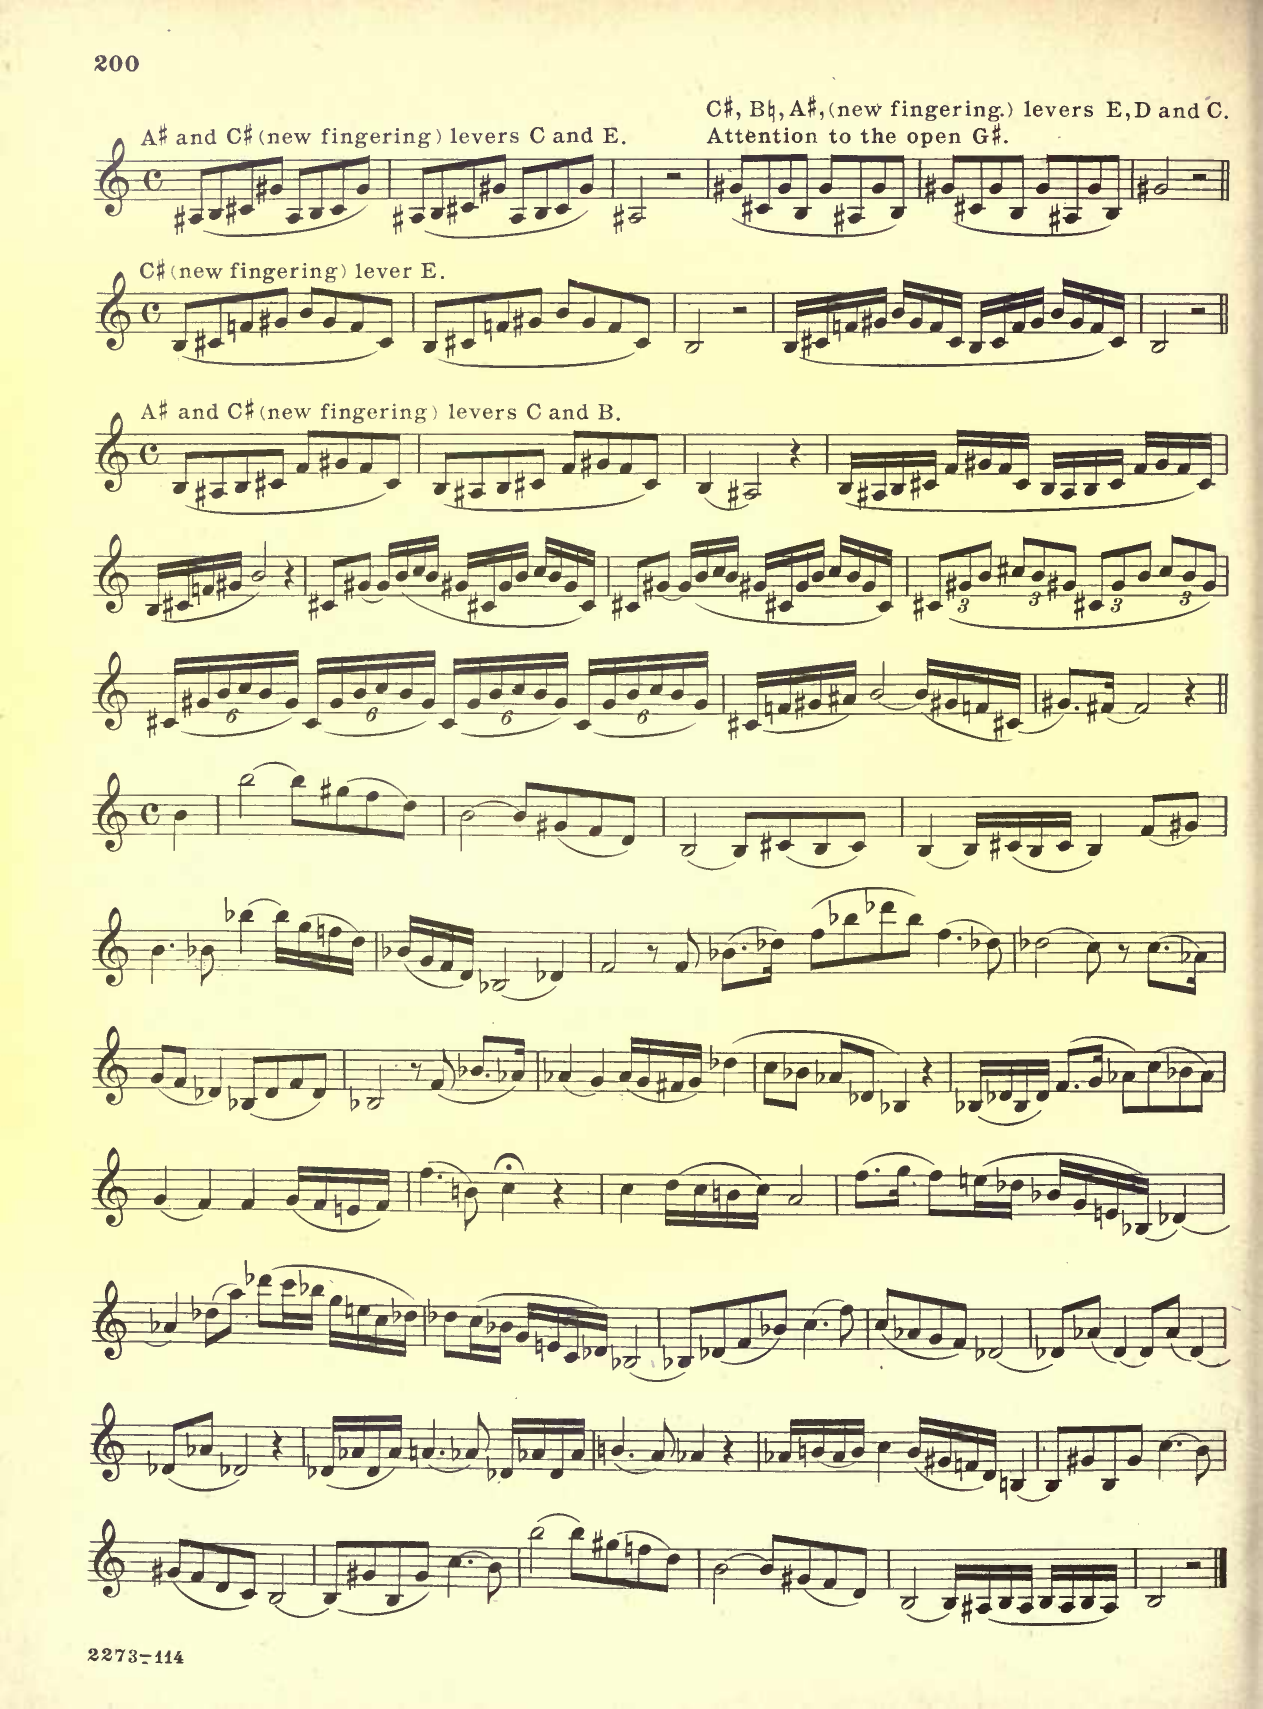 200
A♯ and C♯ (new fingering) levers C and E.
C♯, B♮, A♯, (new fingering.) levers E, D and C.
Attention to the open G♯.
C♯ (new fingering) lever E.
A♯ and C♯ (new fingering) levers C and B.
3 3 3 3
6 6 6 6
2273-114